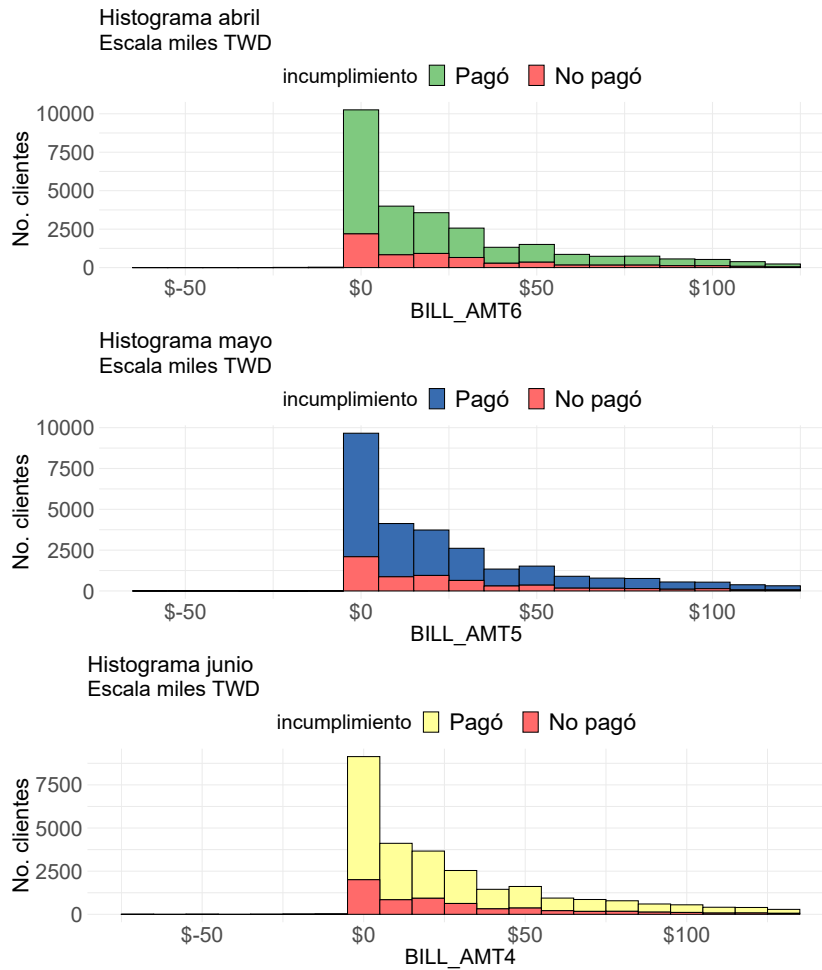 Histograma abril
Escala miles TWD
incumplimiento Pagó No pagó
10000
7500
5000
2500
0
No. clientes
$-50 $0 $50 $100
BILL_AMT6
Histograma mayo
Escala miles TWD
incumplimiento Pagó No pagó
10000
7500
5000
2500
0
No. clientes
$-50 $0 $50 $100
BILL_AMT5
Histograma junio
Escala miles TWD
incumplimiento Pagó No pagó
7500
5000
2500
0
No. clientes
$-50 $0 $50 $100
BILL_AMT4